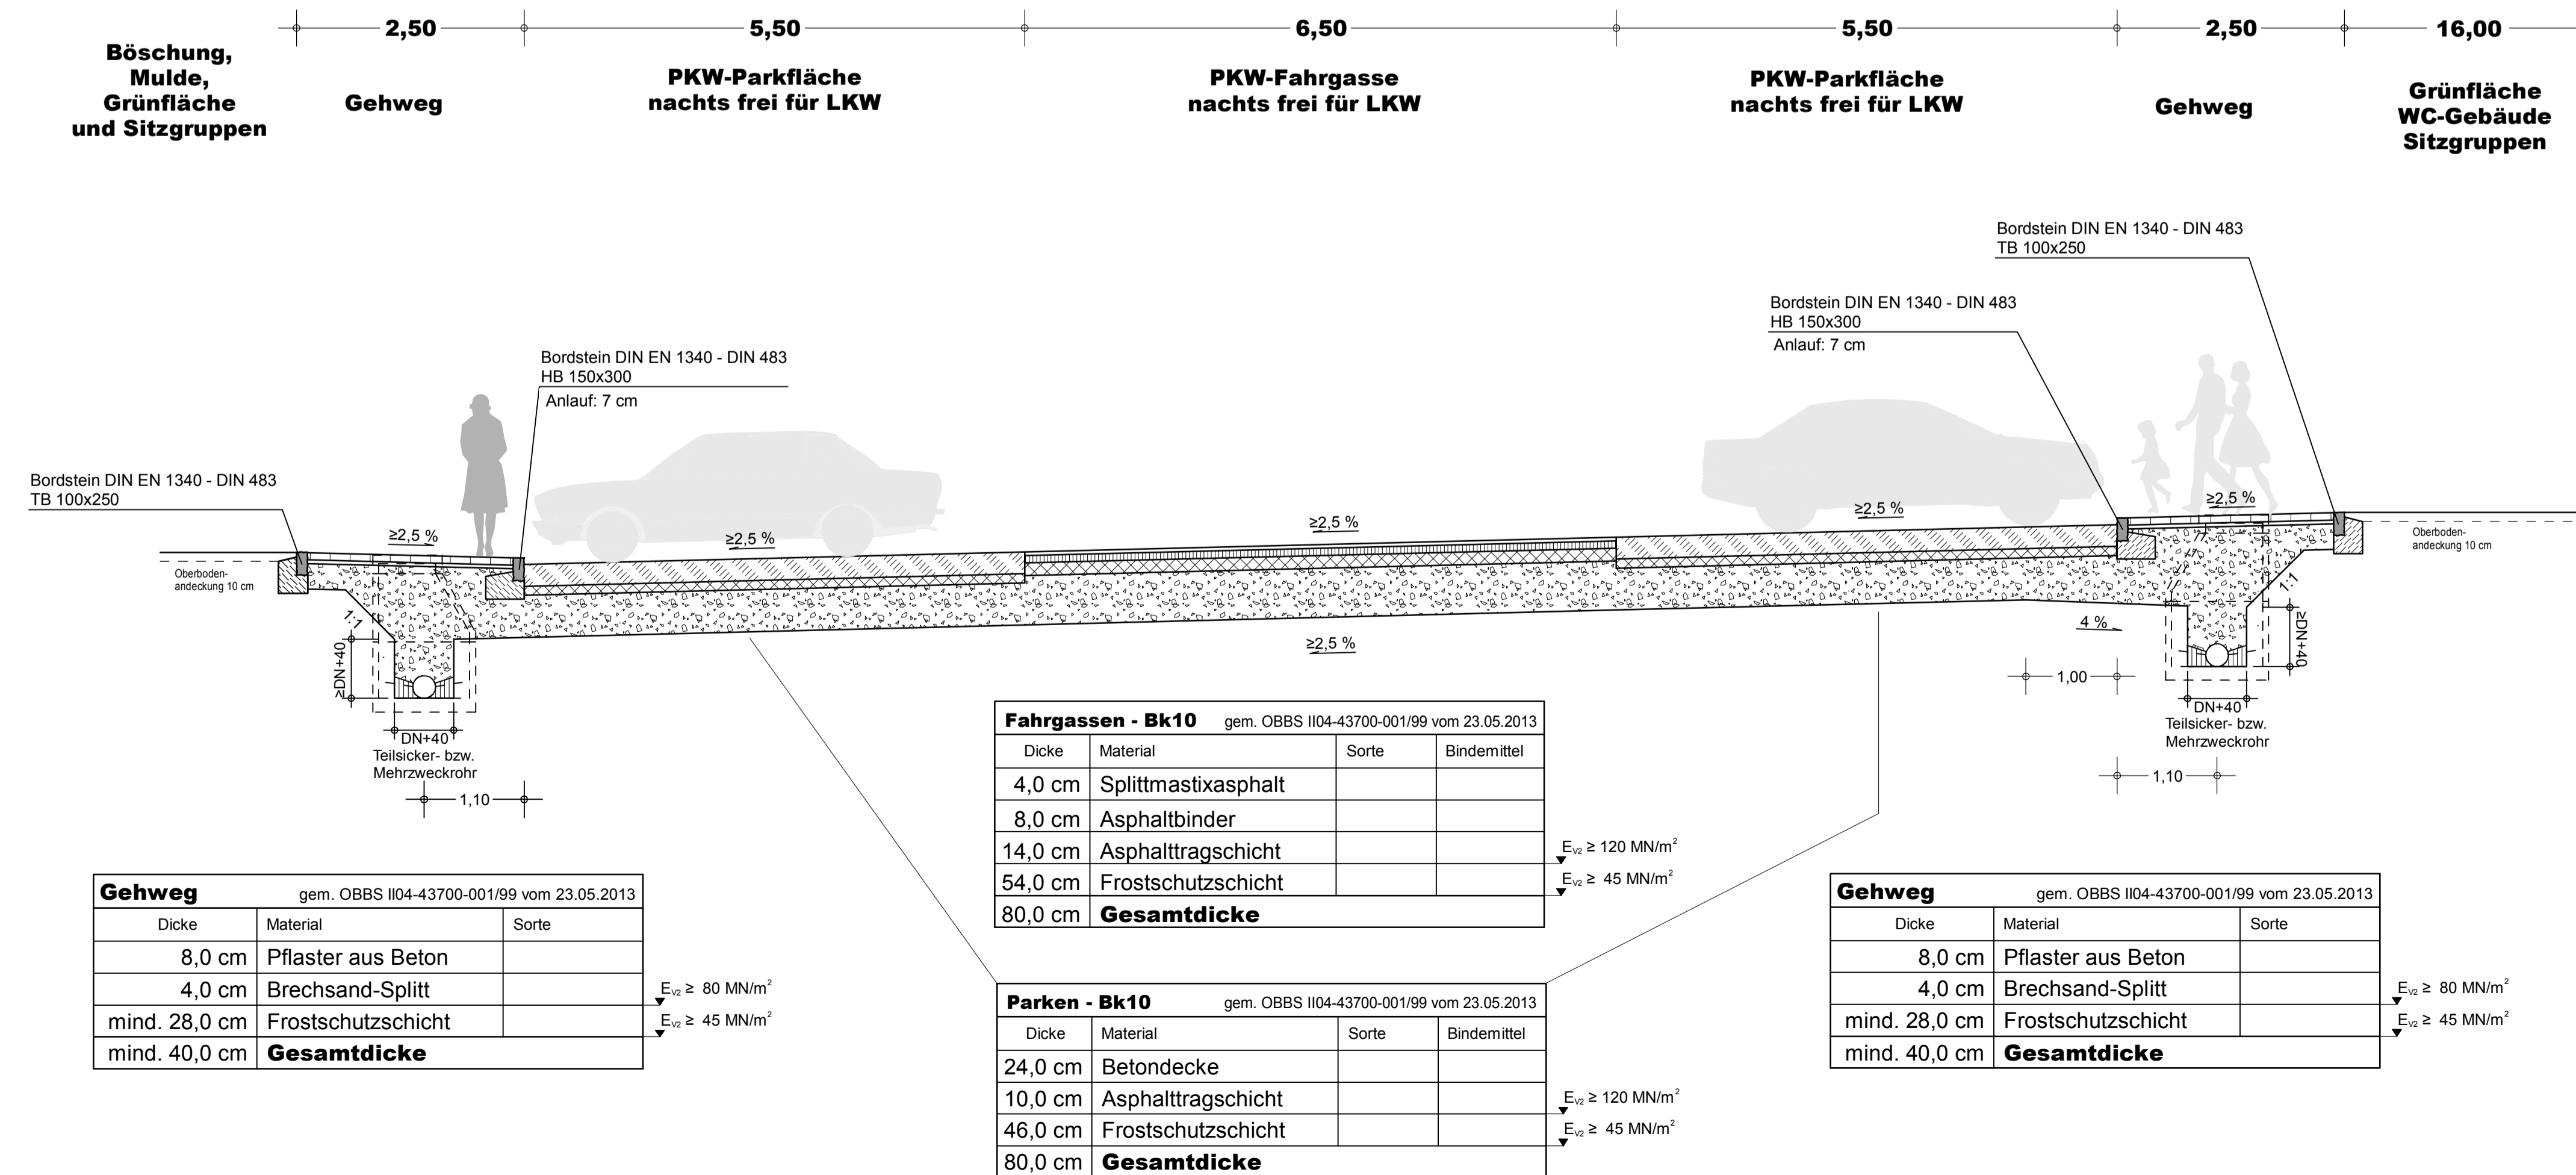 2,50
5,50
6,50
5,50
2,50
16,00
Böschung,
Mulde,
Grünfläche
und Sitzgruppen
Gehweg
PKW-Parkfläche
nachts frei für LKW
PKW-Fahrgasse
nachts frei für LKW
PKW-Parkfläche
nachts frei für LKW
Gehweg
Grünfläche
WC-Gebäude
Sitzgruppen
Bordstein DIN EN 1340 - DIN 483
TB 100x250
Bordstein DIN EN 1340 - DIN 483
HB 150x300
Anlauf: 7 cm
Bordstein DIN EN 1340 - DIN 483
HB 150x300
Anlauf: 7 cm
Bordstein DIN EN 1340 - DIN 483
TB 100x250
≥2,5 %
≥2,5 %
≥2,5 %
≥2,5 %
≥2,5 %
Oberboden-
andeckung 10 cm
Oberboden-
andeckung 10 cm
1:1
1:1
≥DN+40
≥DN+40
≥2,5 %
4 %
1,00
DN+40
Teilsicker- bzw.
Mehrzweckrohr
1,10
DN+40
Teilsicker- bzw.
Mehrzweckrohr
1,10
Fahrgassen - Bk10 gem. OBBS II04-43700-001/99 vom 23.05.2013
Dicke Material Sorte Bindemittel
4,0 cm Splittmastixasphalt
8,0 cm Asphaltbinder
14,0 cm Asphalttragschicht
EV2 ≥ 120 MN/m²
54,0 cm Frostschutzschicht
EV2 ≥ 45 MN/m²
80,0 cm Gesamtdicke
Gehweg gem. OBBS II04-43700-001/99 vom 23.05.2013
Dicke Material Sorte
8,0 cm Pflaster aus Beton
4,0 cm Brechsand-Splitt
EV2 ≥ 80 MN/m²
mind. 28,0 cm Frostschutzschicht
EV2 ≥ 45 MN/m²
mind. 40,0 cm Gesamtdicke
Parken - Bk10 gem. OBBS II04-43700-001/99 vom 23.05.2013
Dicke Material Sorte Bindemittel
24,0 cm Betondecke
10,0 cm Asphalttragschicht
EV2 ≥ 120 MN/m²
46,0 cm Frostschutzschicht
EV2 ≥ 45 MN/m²
80,0 cm Gesamtdicke
Gehweg gem. OBBS II04-43700-001/99 vom 23.05.2013
Dicke Material Sorte
8,0 cm Pflaster aus Beton
4,0 cm Brechsand-Splitt
EV2 ≥ 80 MN/m²
mind. 28,0 cm Frostschutzschicht
EV2 ≥ 45 MN/m²
mind. 40,0 cm Gesamtdicke